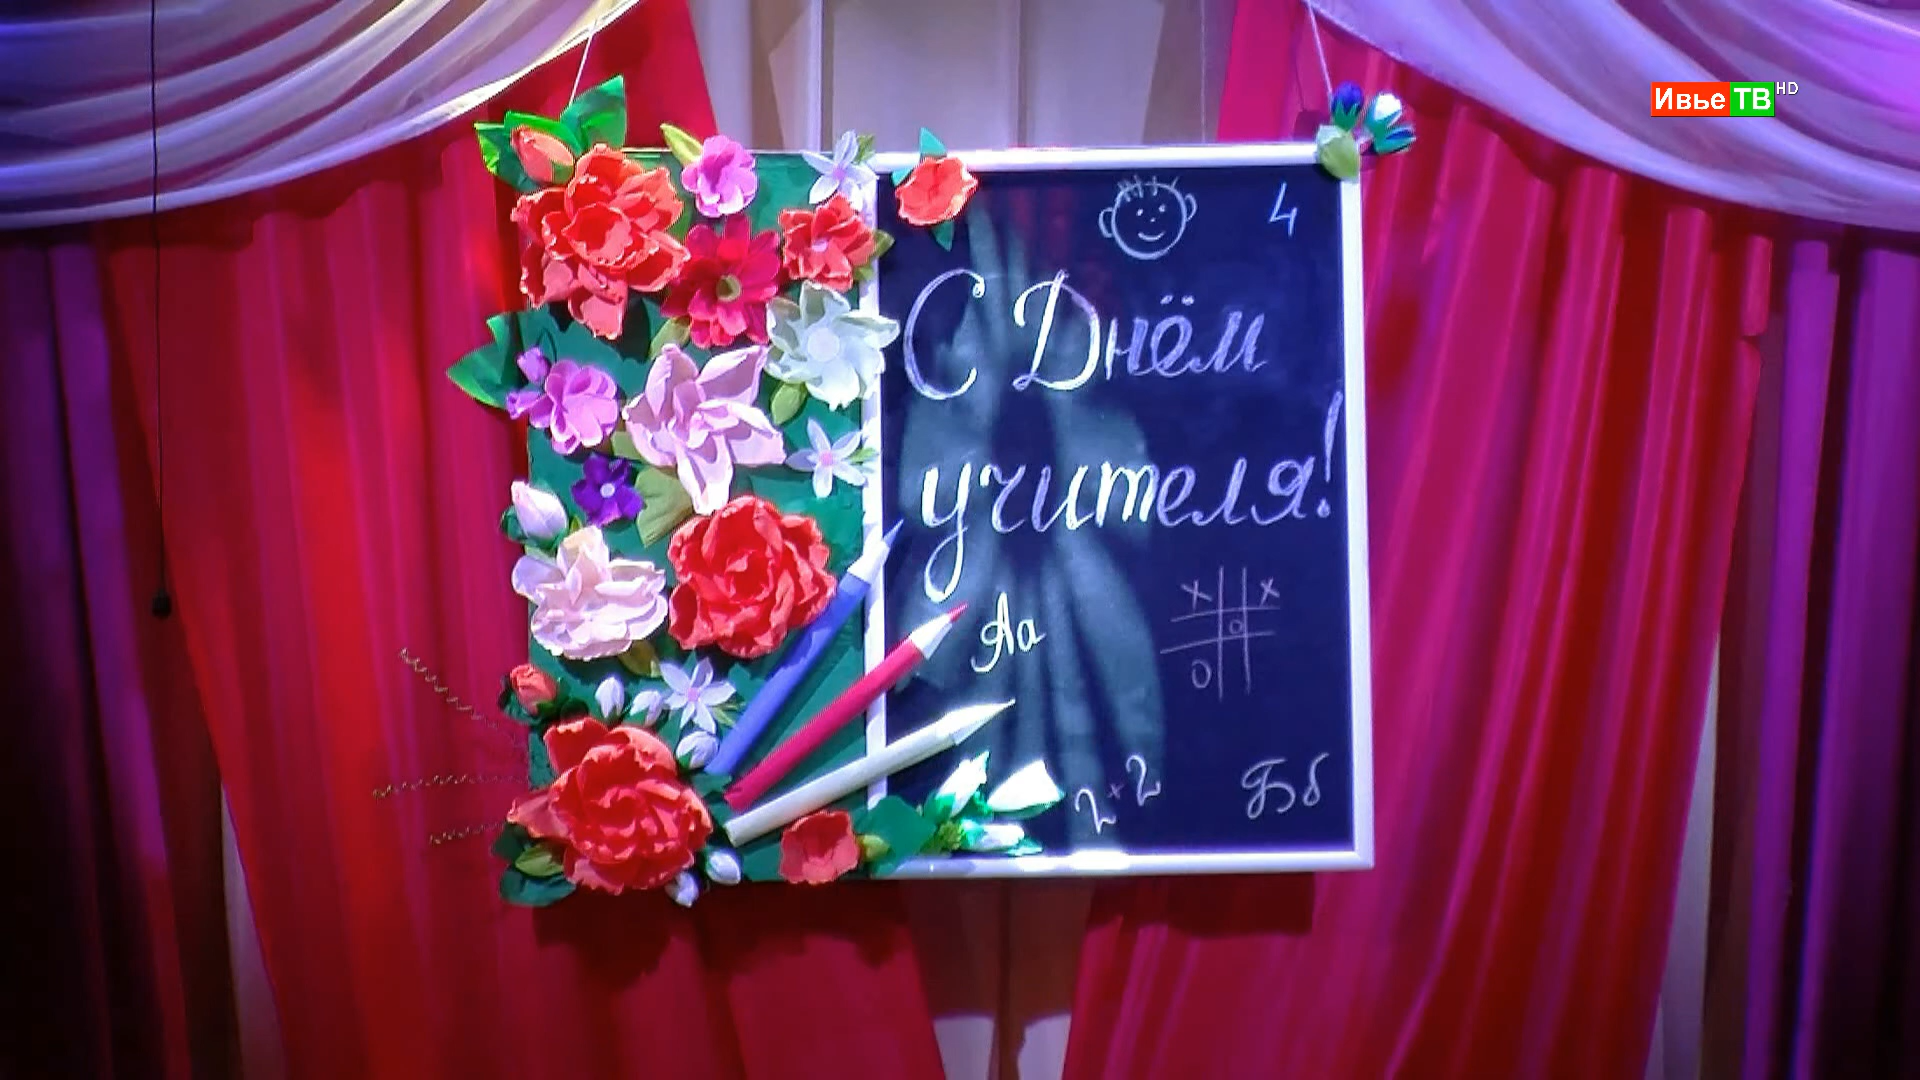 Ивье ТВ HD
4
С Днём
учителя!
Аа
х х
о
о
2 × 2
Бб